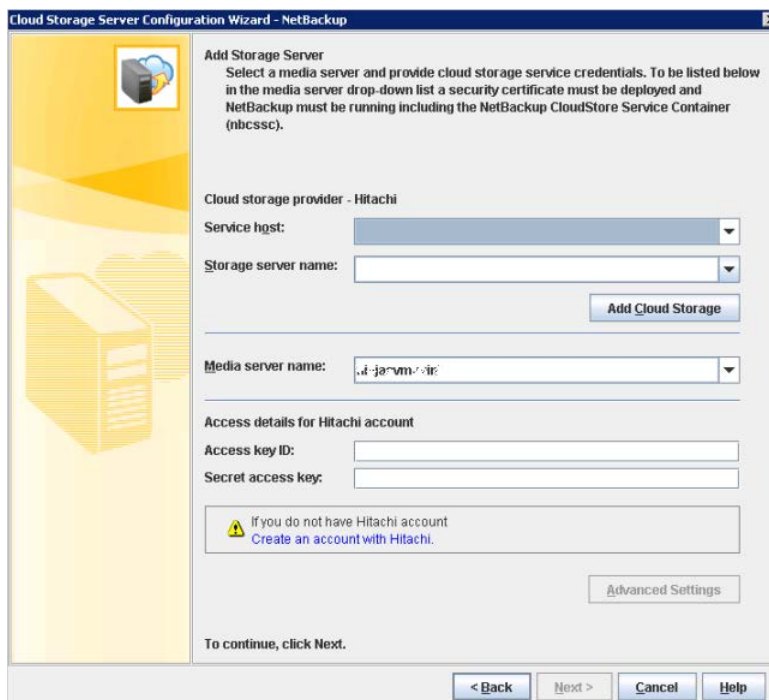 Cloud Storage Server Configuration Wizard - NetBackup
Add Storage Server
Select a media server and provide cloud storage service credentials. To be listed below
in the media server drop-down list a security certificate must be deployed and
NetBackup must be running including the NetBackup CloudStore Service Container
(nbcssc).
Cloud storage provider - Hitachi
Service host:
Storage server name:
Add Cloud Storage
Media server name:
Access details for Hitachi account
Access key ID:
Secret access key:
If you do not have Hitachi account
Create an account with Hitachi.
Advanced Settings
To continue, click Next.
< Back Next > Cancel Help